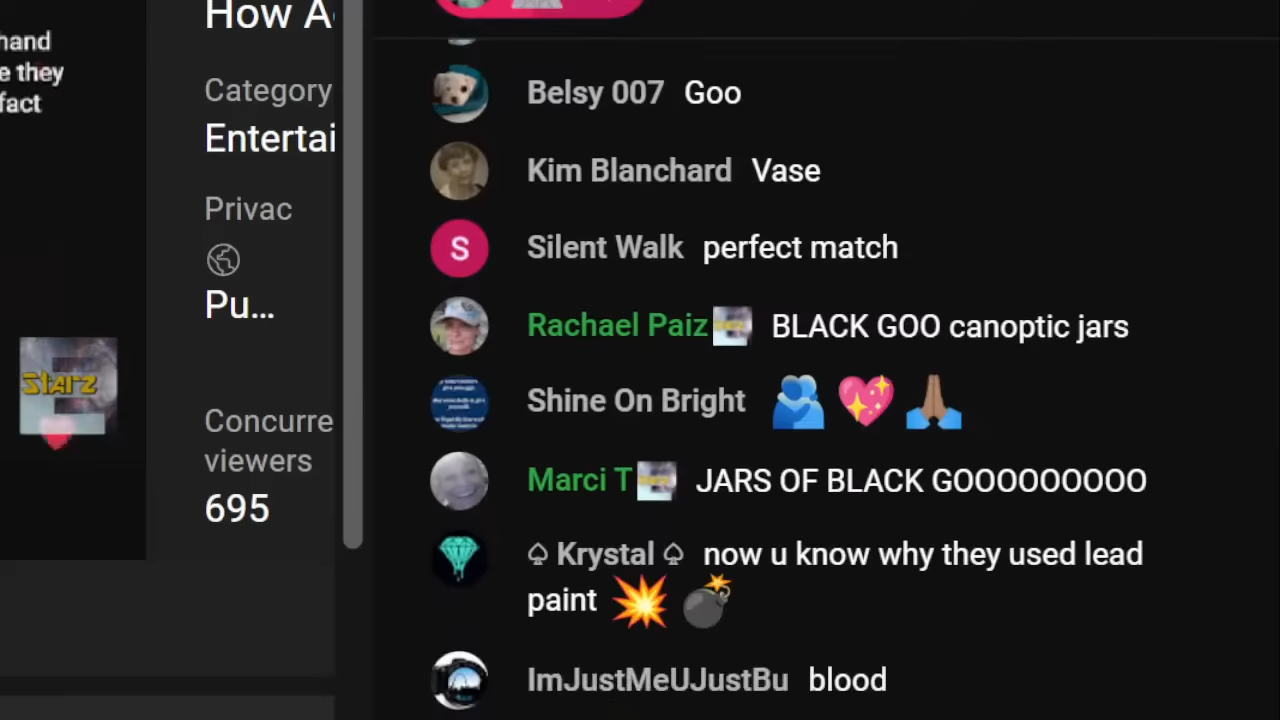 hand
e they
fact
How A
Category
Entertai
Privac
Pu...
Starz
Concurre
viewers
695
Belsy 007 Goo
Kim Blanchard Vase
S
Silent Walk perfect match
Rachael Paiz BLACK GOO canoptic jars
Shine On Bright
Marci T JARS OF BLACK GOOOOOOOOO
♤ Krystal ♤ now u know why they used lead
paint
ImJustMeUJustBu blood